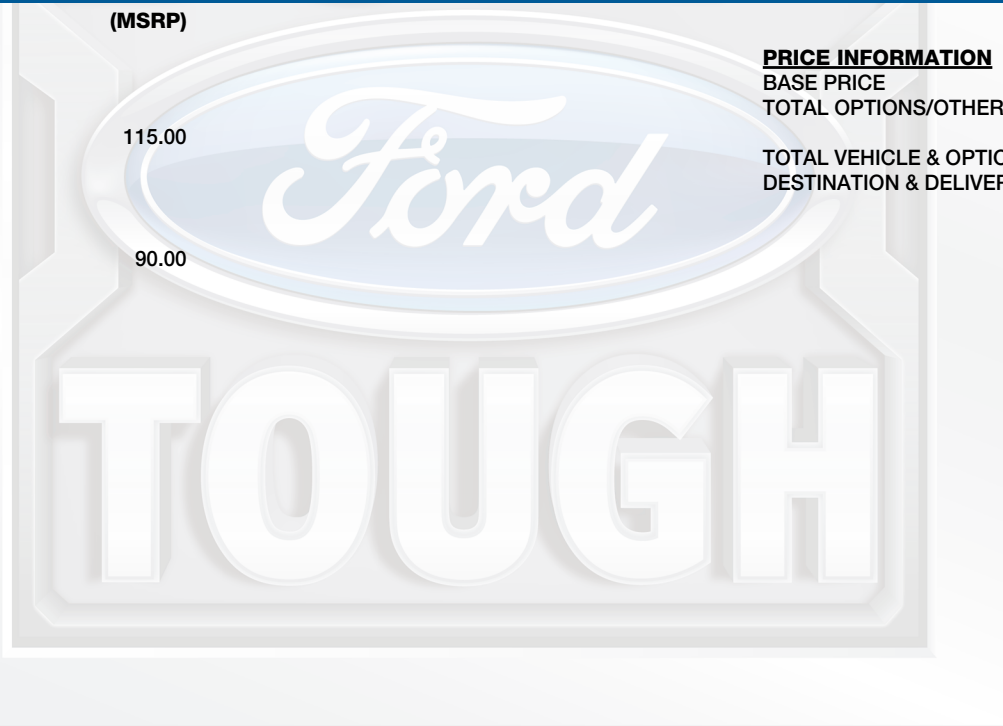 (MSRP)
115.00
90.00
PRICE INFORMATION
BASE PRICE
TOTAL OPTIONS/OTHER
TOTAL VEHICLE & OPTIO
DESTINATION & DELIVER
Ford
TOUGH